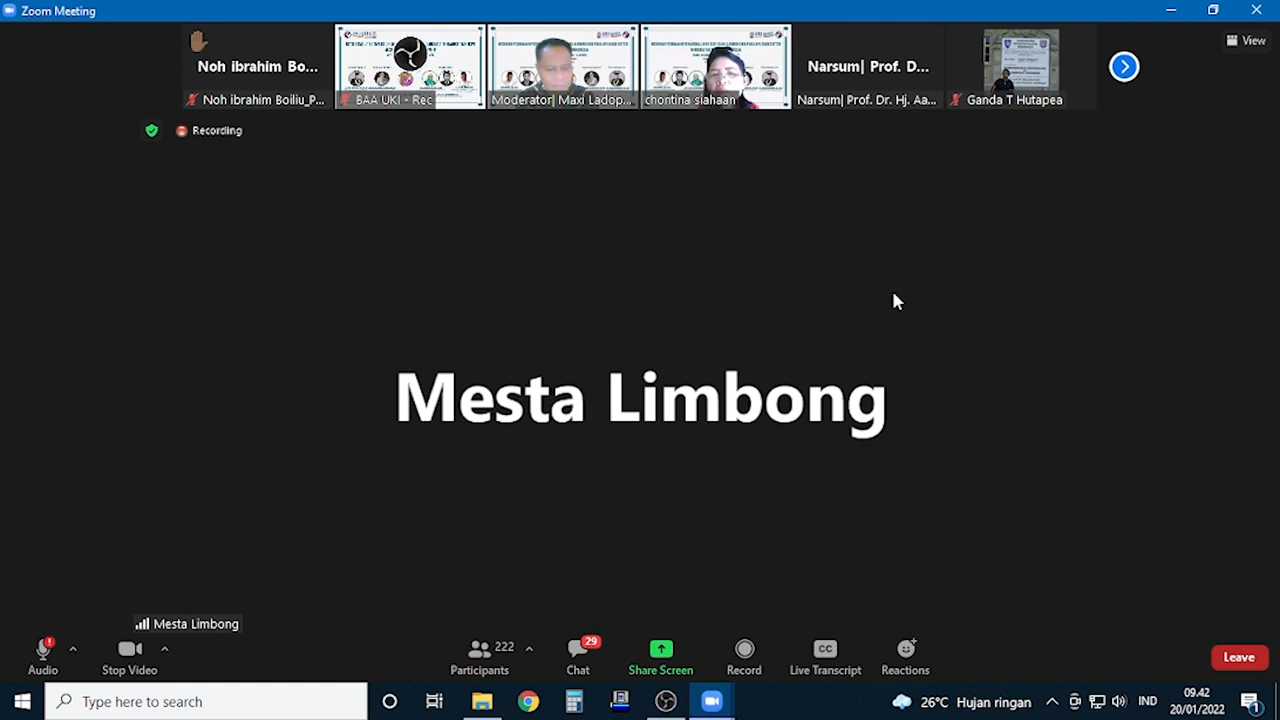 Zoom Meeting
Noh ibrahim Bo...
Narsum| Prof. D...
View
Noh ibrahim Boiliu_P...
BAA UKI - Rec
Moderator| Maxi Ladop...
chontina siahaan
Narsum| Prof. Dr. Hj. Aa...
Ganda T Hutapea
Recording
Mesta Limbong
Mesta Limbong
222
29
CC
Audio
Stop Video
Participants
Chat
Share Screen
Record
Live Transcript
Reactions
Leave
Type here to search
26°C Hujan ringan
IND
09.42
20/01/2022
1